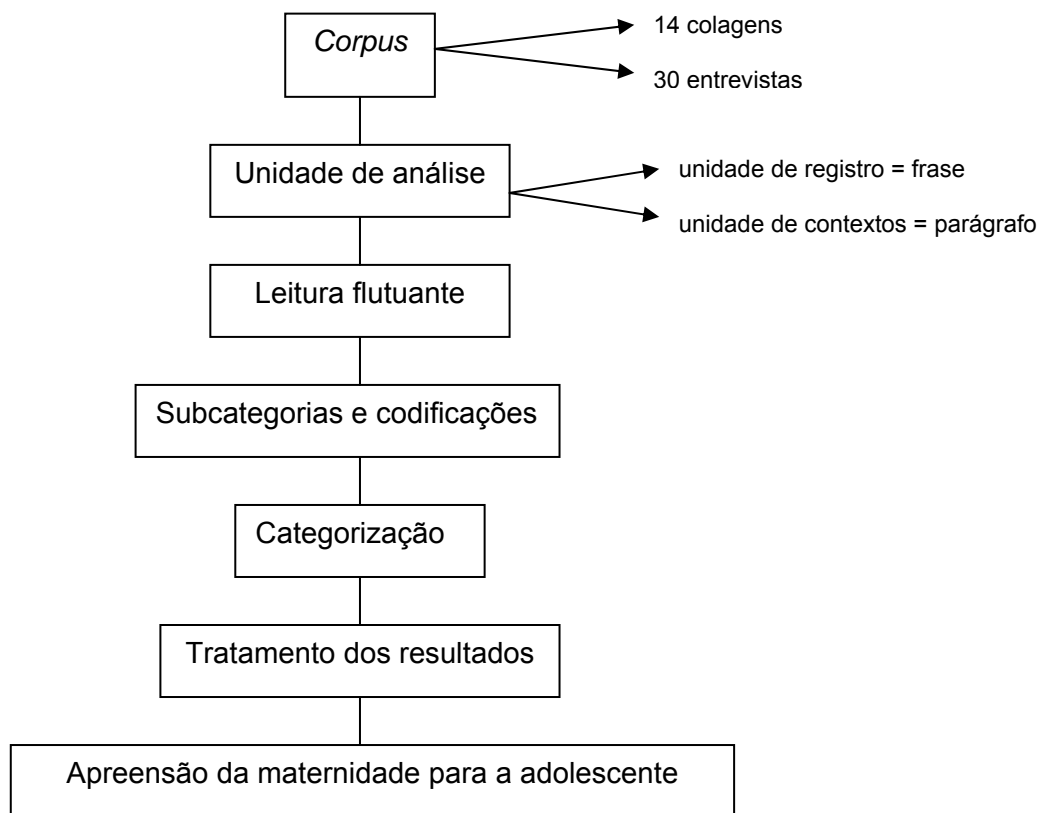 Corpus
14 colagens
30 entrevistas
Unidade de análise
unidade de registro = frase
unidade de contextos = parágrafo
Leitura flutuante
Subcategorias e codificações
Categorização
Tratamento dos resultados
Apreensão da maternidade para a adolescente